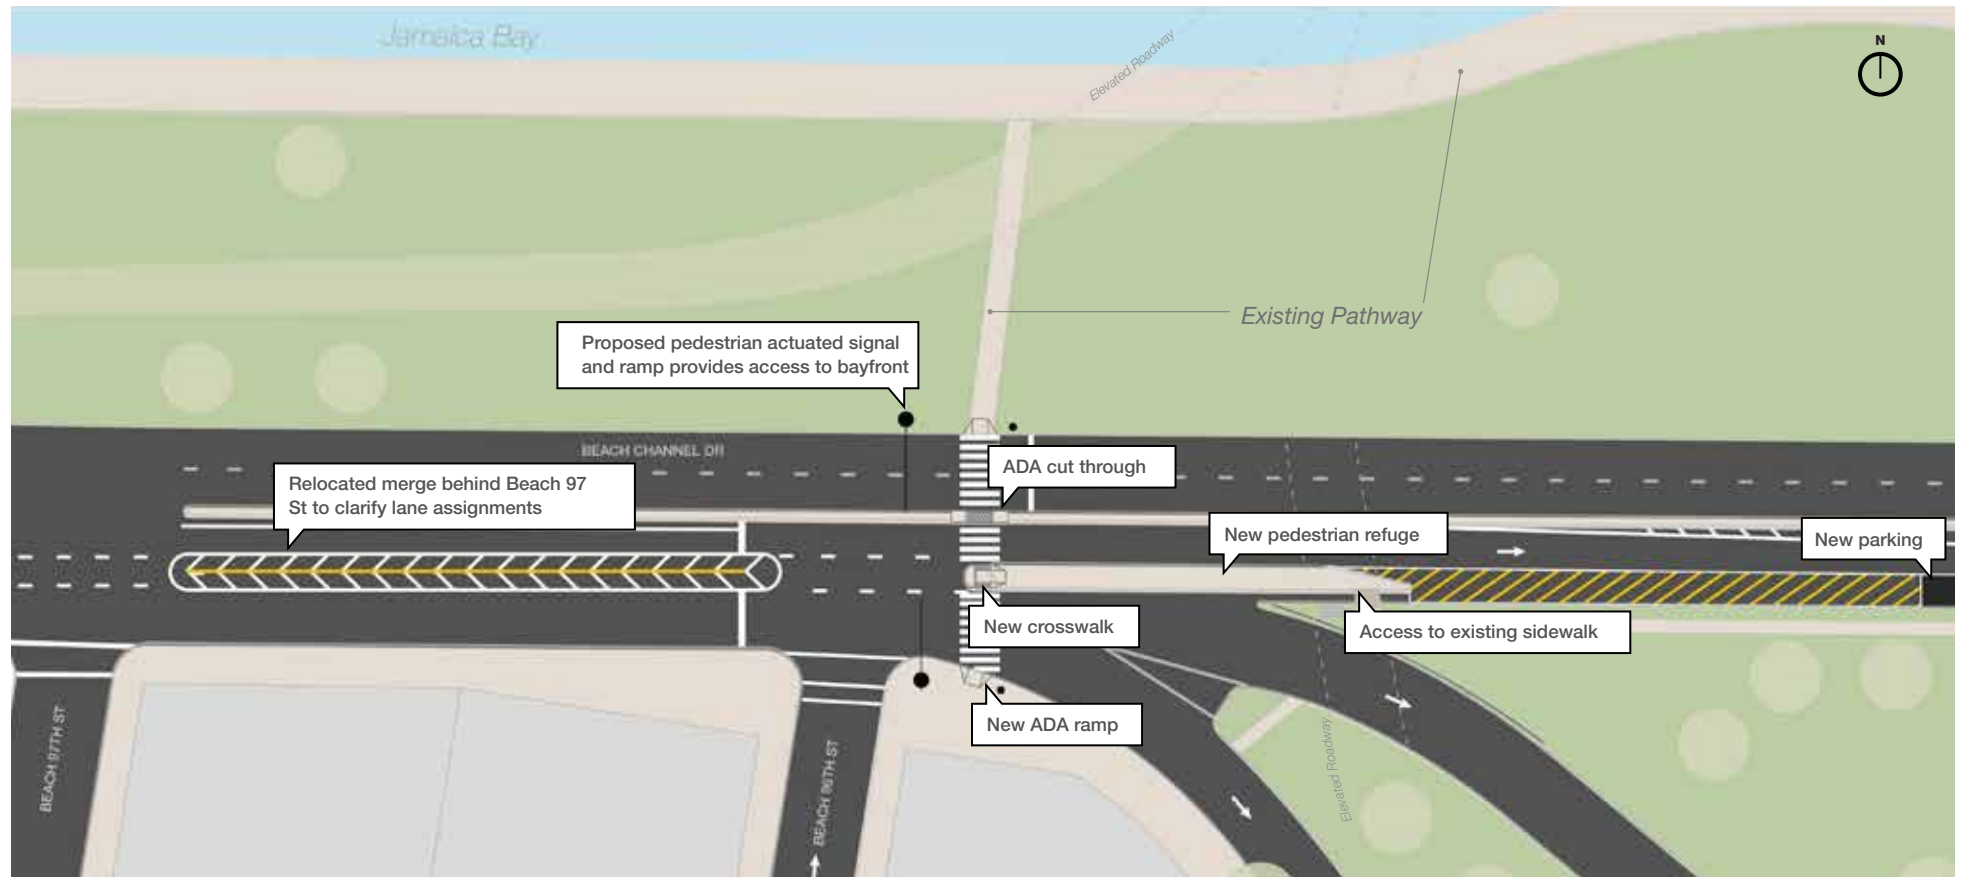 Jamaica Bay
Elevated Roadway
N
Existing Pathway
Proposed pedestrian actuated signal
and ramp provides access to bayfront
BEACH CHANNEL DR
ADA cut through
Relocated merge behind Beach 97
St to clarify lane assignments
New pedestrian refuge
New parking
New crosswalk
Access to existing sidewalk
New ADA ramp
BEACH 97TH ST
BEACH 96TH ST
Elevated Roadway